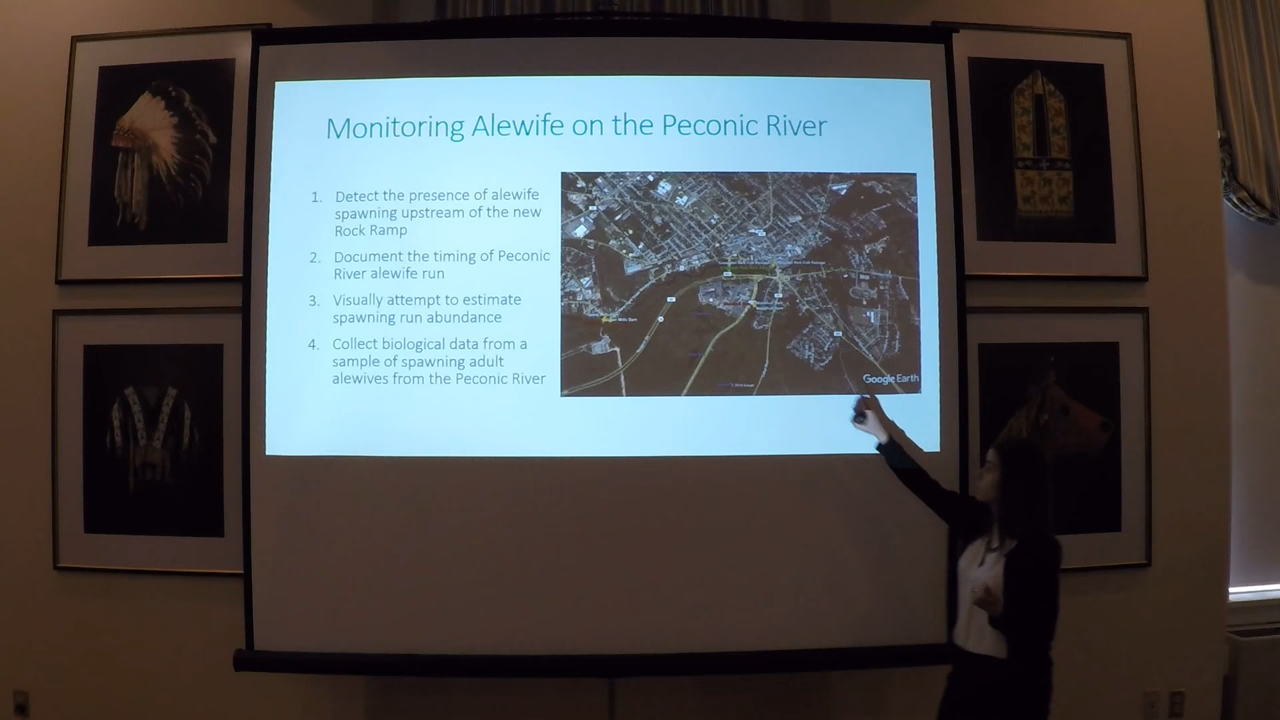 Monitoring Alewife on the Peconic River
1. Detect the presence of alewife
spawning upstream of the new
Rock Ramp
2. Document the timing of Peconic
River alewife run
3. Visually attempt to estimate
spawning run abundance
4. Collect biological data from a
sample of spawning adult
alewives from the Peconic River
Google Earth